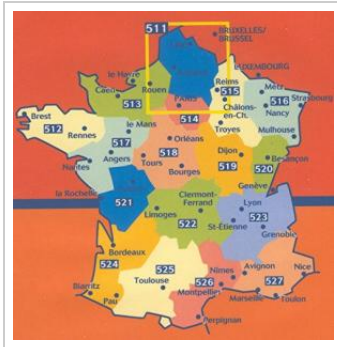 511
BRUXELLES/
BRUSSEL
LUXEMBOURG
le Havre
Rouen
Caen
513
Reims
515
Metz
Strasbourg
PARIS
Châlons-
en-Ch.
516
514
Nancy
Brest
512
Rennes
517
le Mans
Troyes
Mulhouse
Orléans
Angers
518
Dijon
Nantes
Tours
519
520
Besançon
Bourges
la Rochelle
Genève
521
Clermont-
Ferrand
Lyon
Limoges
522
523
St-Étienne
Grenoble
Bordeaux
524
525
Avignon
Nîmes
Nice
Biarritz
Toulouse
526
527
Pau
Montpellier
Marseille
Toulon
Perpignan